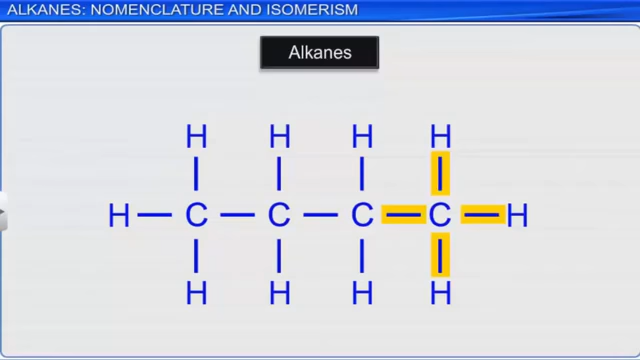 ALKANES: NOMENCLATURE AND ISOMERISM
Alkanes
H H H H
H C C C C H
H H H H